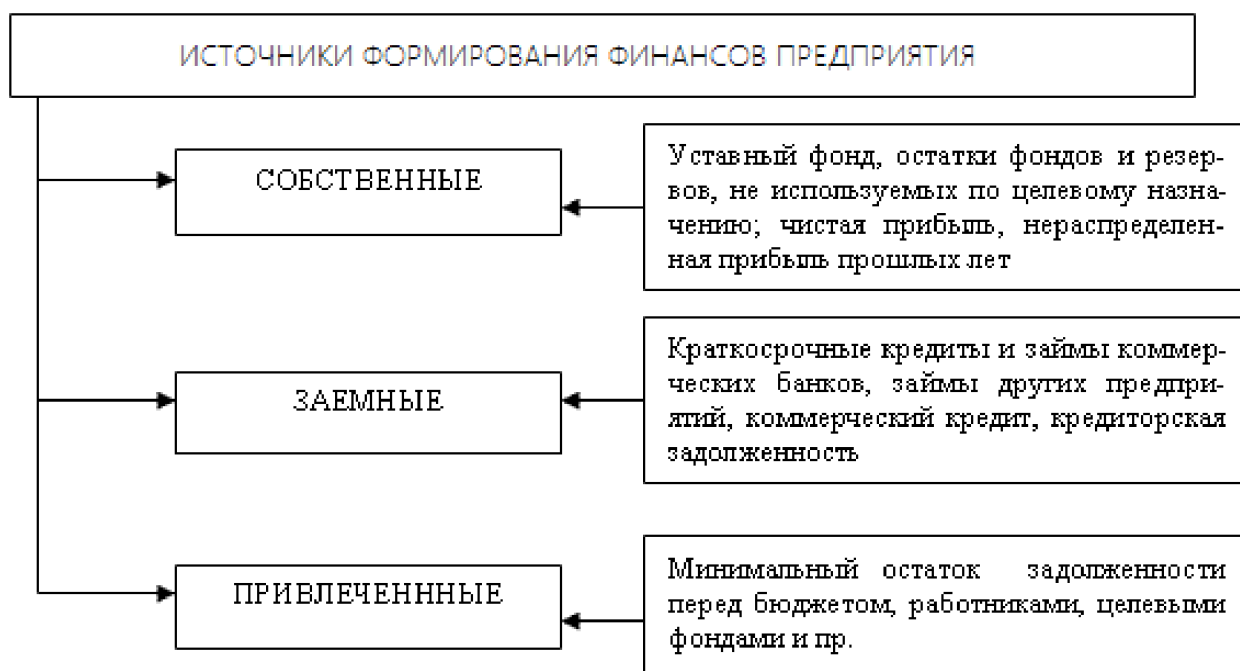 ИСТОЧНИКИ ФОРМИРОВАНИЯ ФИНАНСОВ ПРЕДПРИЯТИЯ
СОБСТВЕННЫЕ
Уставный фонд, остатки фондов и резер-
вов, не используемых по целевому назна-
чению; чистая прибыль, нераспределен-
ная прибыль прошлых лет
ЗАЕМНЫЕ
Краткосрочные кредиты и займы коммер-
ческих банков, займы других предпри-
ятий, коммерческий кредит, кредиторская
задолженность
ПРИВЛЕЧЕНННЫЕ
Минимальный остаток задолженности
перед бюджетом, работниками, целевыми
фондами и пр.